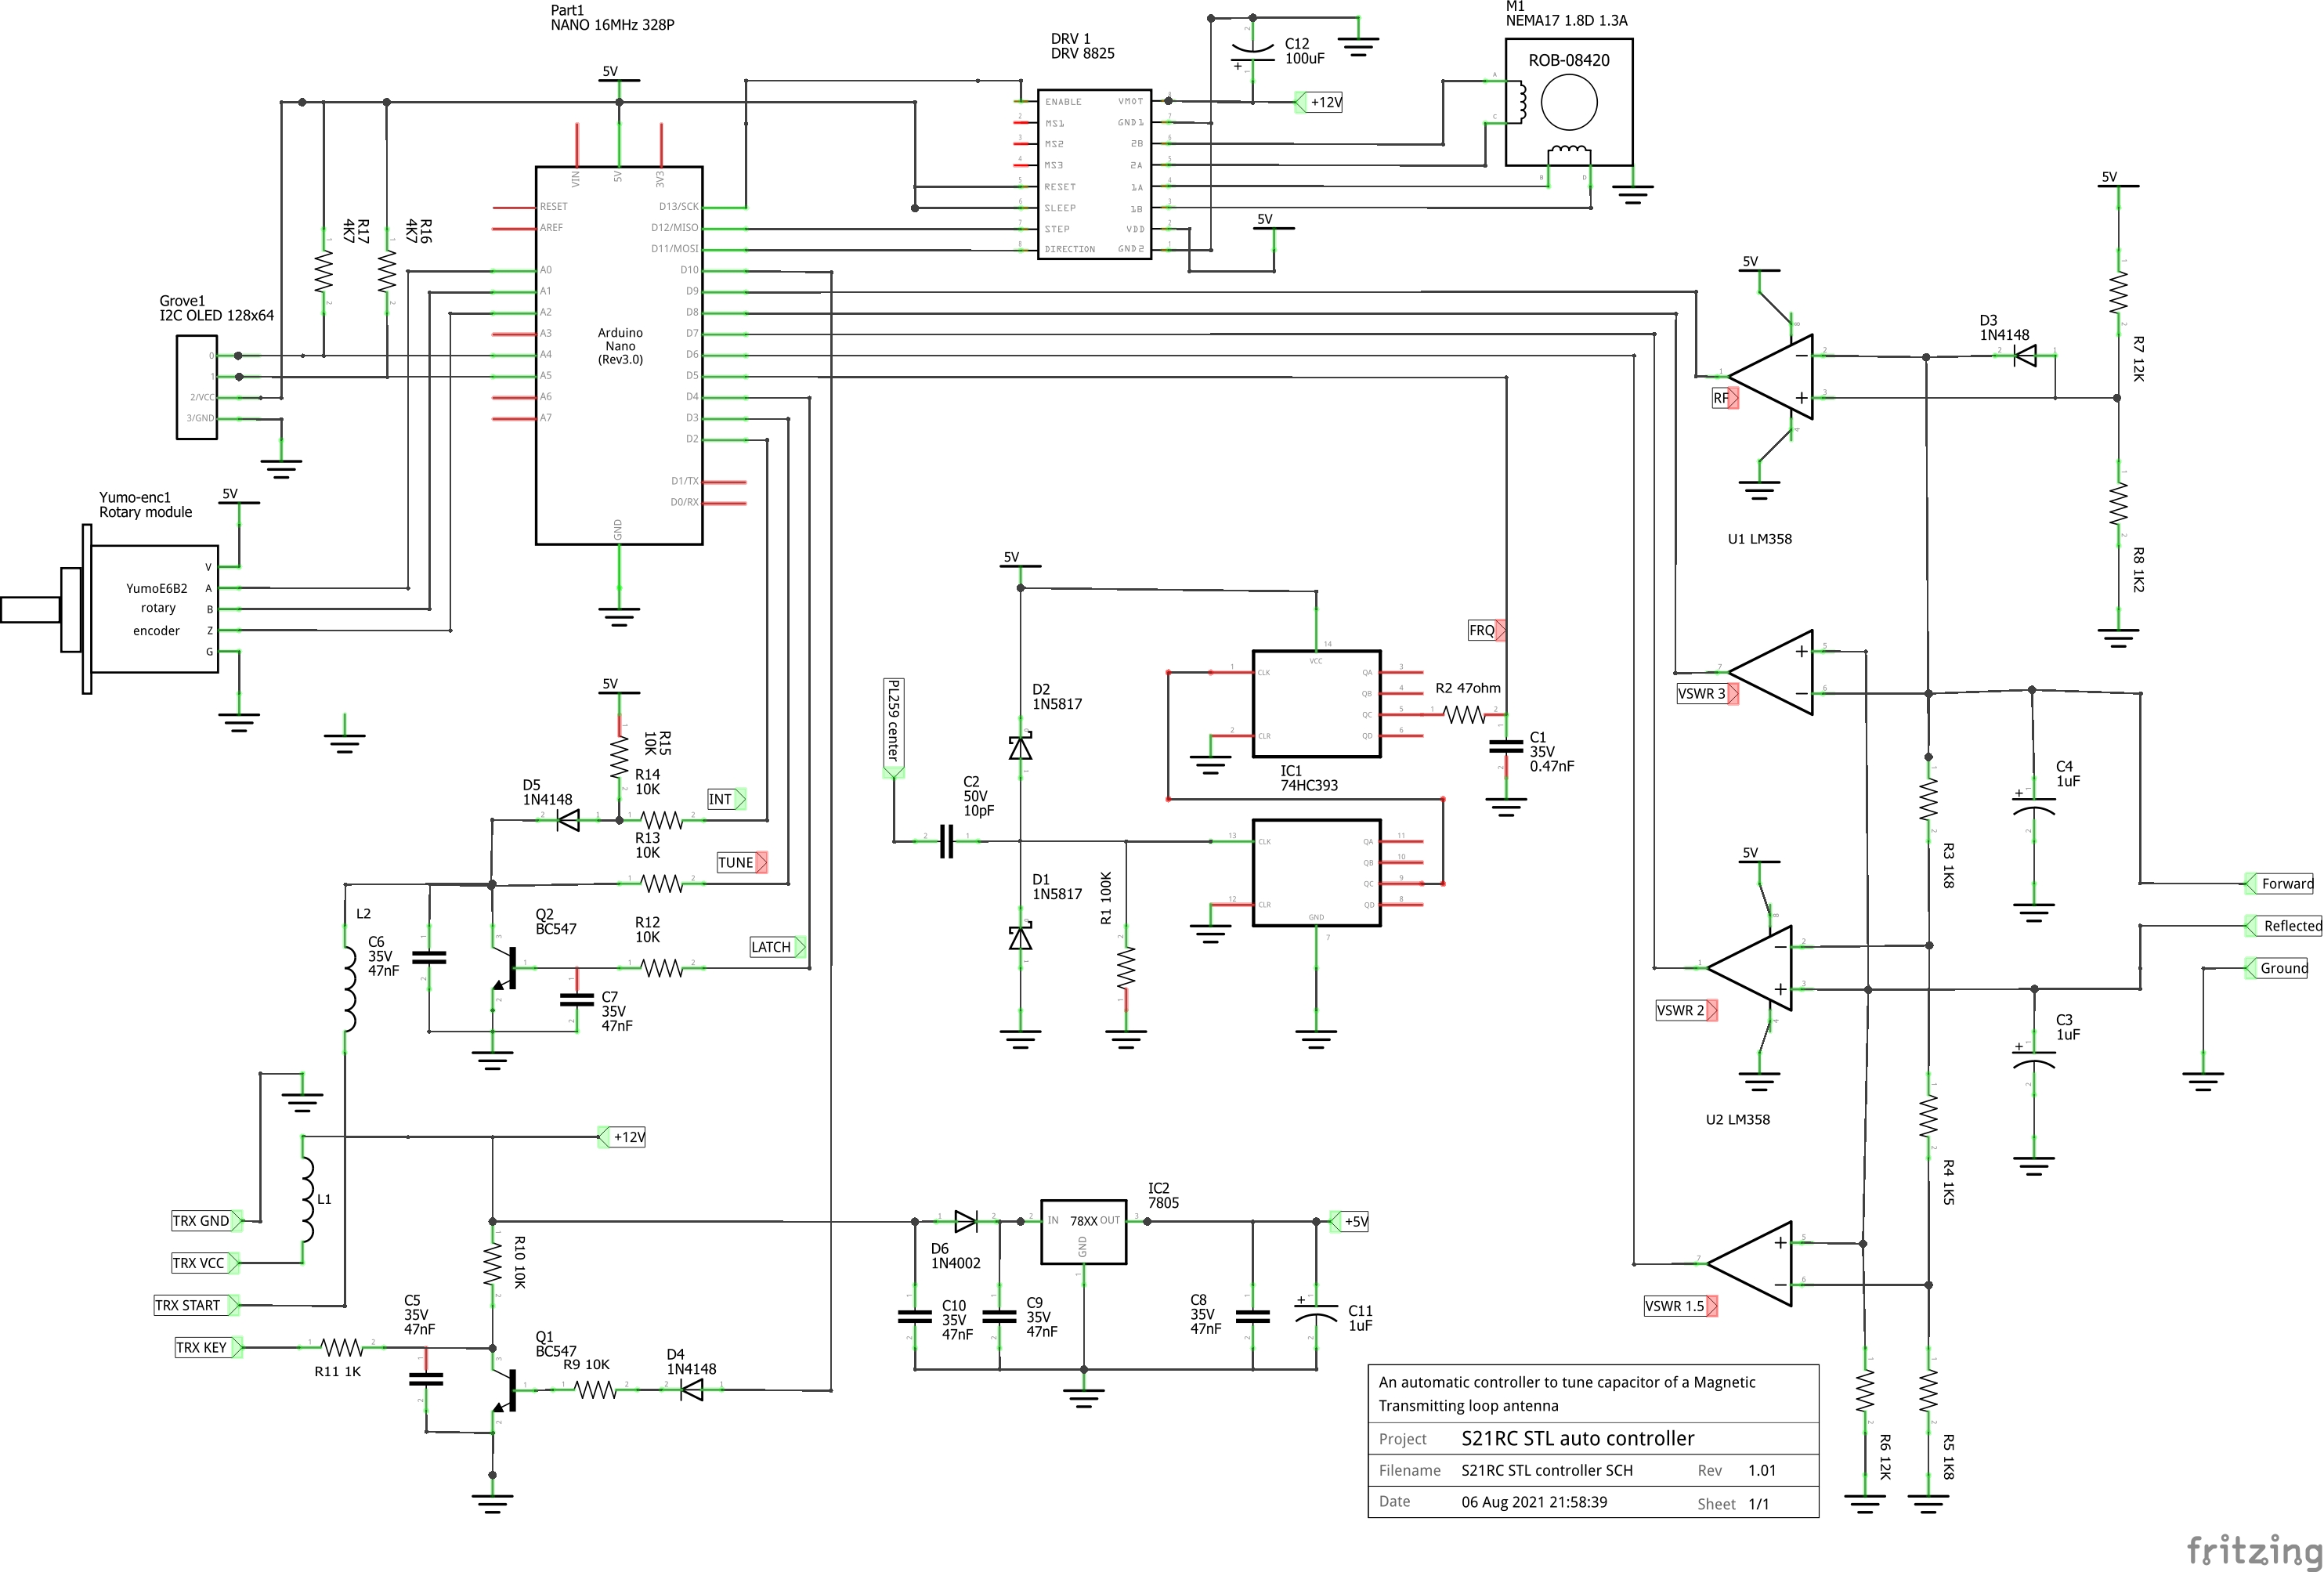 Part1
NANO 16MHz 328P
5V
VIN
5V
3V3
RESET
AREF
A0
A1
A2
A3
A4
A5
A6
A7
D13/SCK
D12/MISO
D11/MOSI
D10
D9
D8
D7
D6
D5
D4
D3
D2
D1/TX
D0/RX
GND
Arduino
Nano
(Rev3.0)
R17
4K7
R16
4K7
Grove1
I2C OLED 128x64
0
1
2/VCC
3/GND
Yumo-enc1
Rotary module
5V
YumoE6B2
rotary
encoder
V
A
B
Z
G
DRV 1
DRV 8825
ENABLE
MS1
MS2
MS3
RESET
SLEEP
STEP
DIRECTION
VMOT
GND1
2B
2A
1A
1B
VDD
GND2
C12
100uF
+12V
5V
M1
NEMA17 1.8D 1.3A
ROB-08420
A
C
B
D
5V
R7 12K
R8 1K2
5V
D3
1N4148
RF
U1 LM358
VSWR 3
5V
VSWR 2
U2 LM358
VSWR 1.5
C4
1uF
C3
1uF
R3 1K8
R4 1K5
R6 12K
R5 1K8
Forward
Reflected
Ground
5V
D2
1N5817
D1
1N5817
PL259 center
C2
50V
10pF
R1 100K
VCC
CLK
CLR
QA
QB
QC
QD
14
IC1
74HC393
CLK
CLR
QA
QB
QC
QD
GND
13
12
11
10
9
8
7
FRQ
R2 47ohm
C1
35V
0.47nF
5V
R15
10K
R14
10K
D5
1N4148
INT
R13
10K
TUNE
Q2
BC547
R12
10K
LATCH
L2
C6
35V
47nF
C7
35V
47nF
+12V
L1
TRX GND
TRX VCC
TRX START
TRX KEY
R11 1K
C5
35V
47nF
R10 10K
Q1
BC547
R9 10K
D4
1N4148
D6
1N4002
IC2
7805
IN
78XX
OUT
GND
+5V
C10
35V
47nF
C9
35V
47nF
C8
35V
47nF
C11
1uF
An automatic controller to tune capacitor of a Magnetic
Transmitting loop antenna
Project S21RC STL auto controller
Filename S21RC STL controller SCH Rev 1.01
Date 06 Aug 2021 21:58:39 Sheet 1/1
fritzing